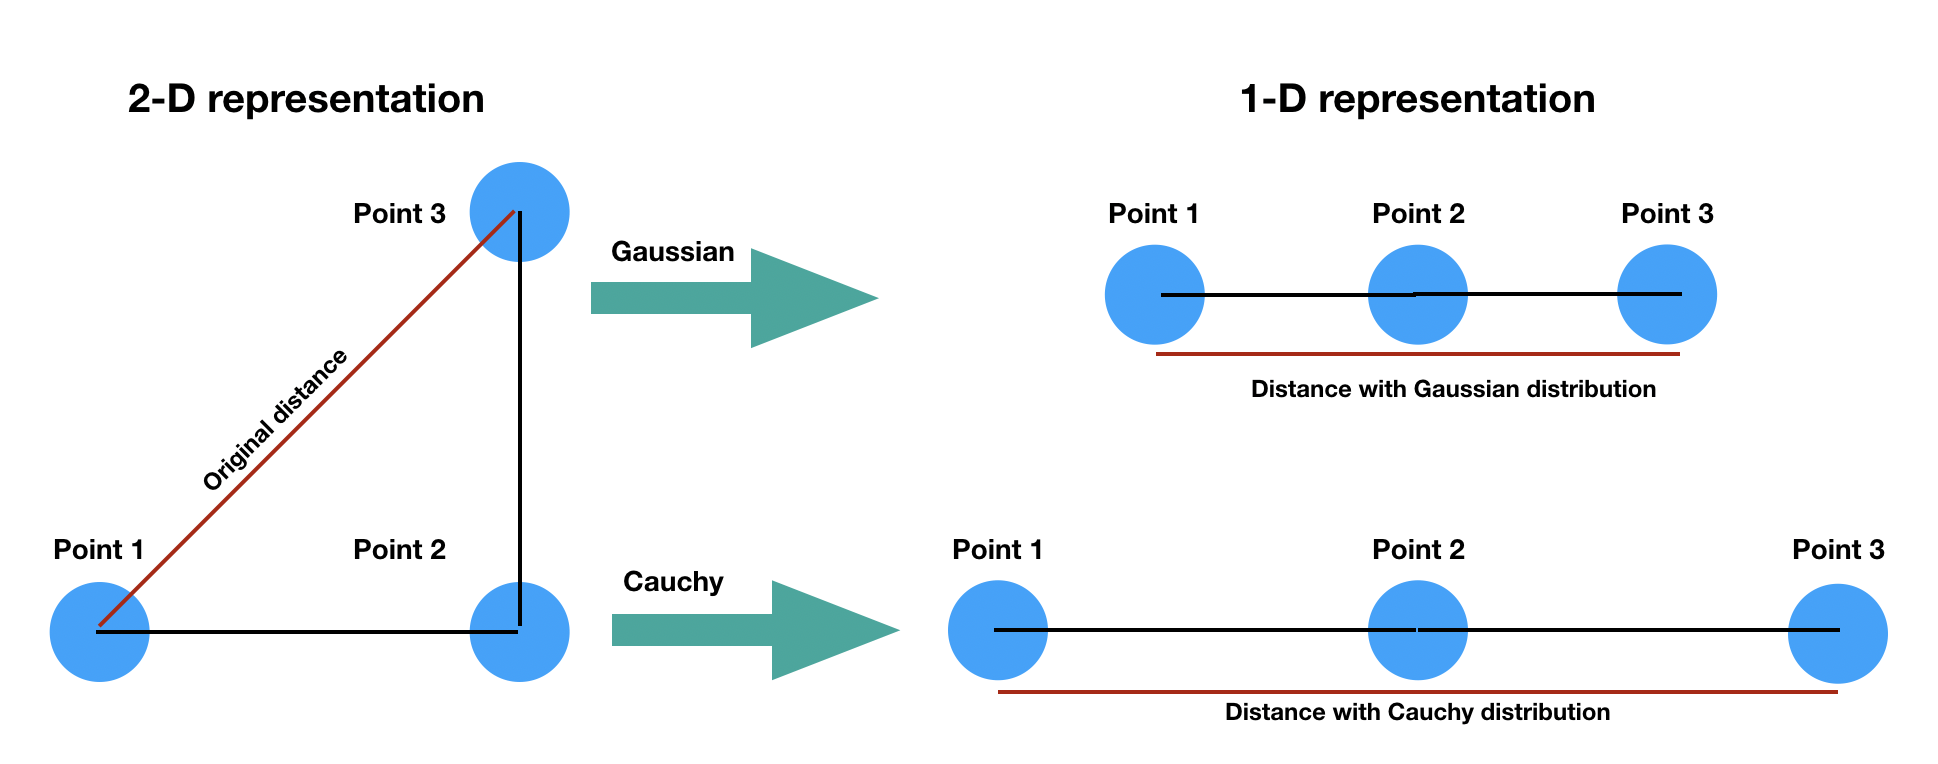 2-D representation
1-D representation
Point 3
Gaussian
Original distance
Point 1
Point 2
Point 1
Point 2
Point 3
Distance with Gaussian distribution
Cauchy
Point 1
Point 2
Point 3
Distance with Cauchy distribution